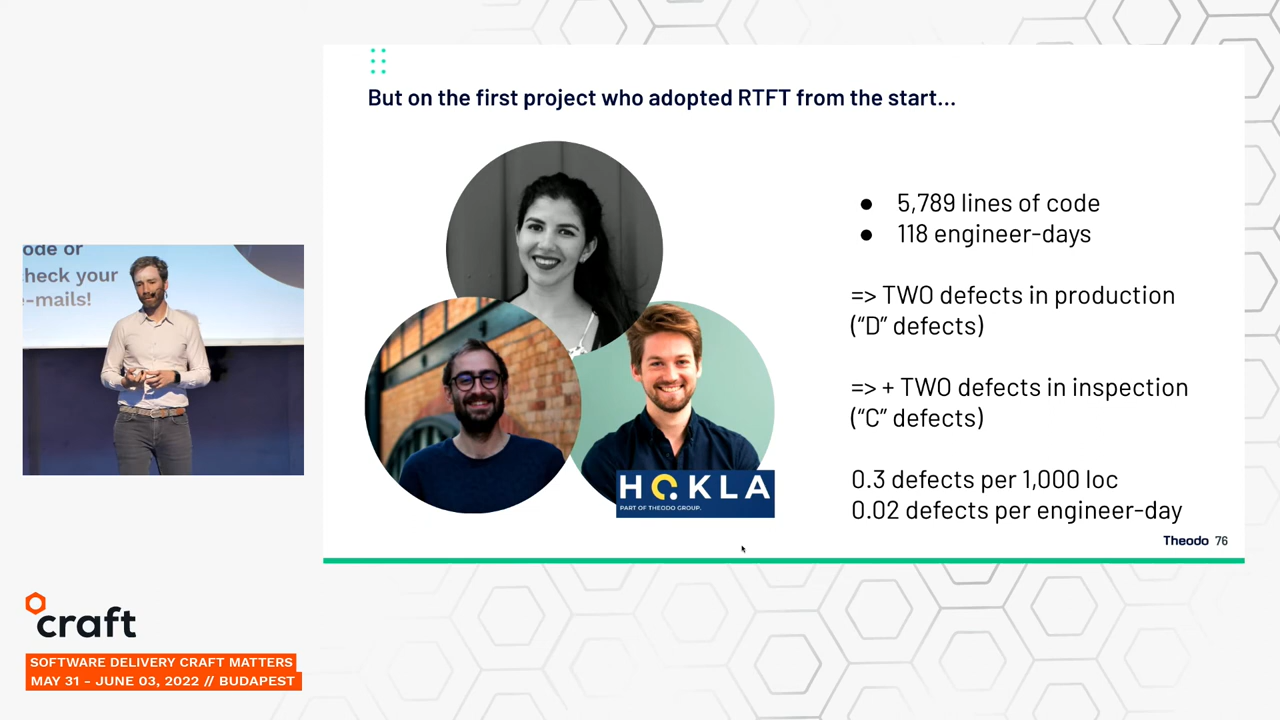 But on the first project who adopted RTFT from the start...
● 5,789 lines of code
● 118 engineer-days
=> TWO defects in production
(“D” defects)
=> + TWO defects in inspection
(“C” defects)
0.3 defects per 1,000 loc
0.02 defects per engineer-day
HOKLA
PART OF THEODO GROUP.
Theodo 76
ode or
heck your
-mails!
craft
SOFTWARE DELIVERY CRAFT MATTERS
MAY 31 - JUNE 03, 2022 // BUDAPEST